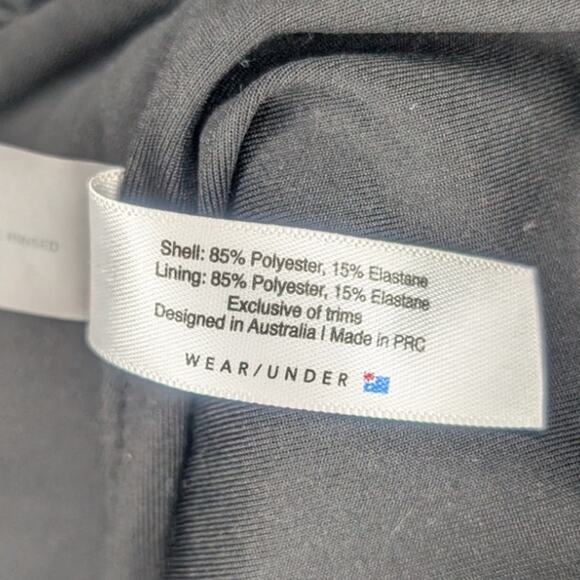 RINSED
Shell: 85% Polyester, 15% Elastane
Lining: 85% Polyester, 15% Elastane
Exclusive of trims
Designed in Australia | Made in PRC
WEAR/UNDER